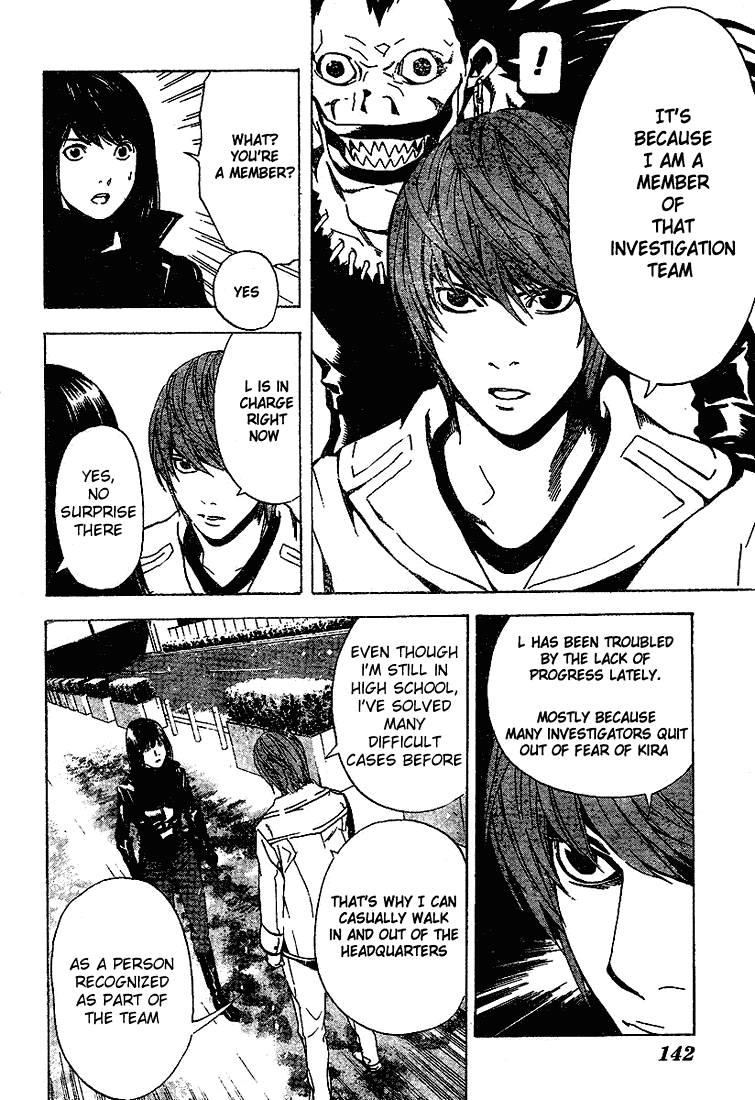 !
IT'S
BECAUSE
I AM A
MEMBER
OF
THAT
INVESTIGATION
TEAM
WHAT?
YOU'RE
A MEMBER?
YES
L IS IN
CHARGE
RIGHT
NOW
YES,
NO
SURPRISE
THERE
L HAS BEEN TROUBLED
BY THE LACK OF
PROGRESS LATELY.
MOSTLY BECAUSE
MANY INVESTIGATORS QUIT
OUT OF FEAR OF KIRA
EVEN THOUGH
I'M STILL IN
HIGH SCHOOL,
I'VE SOLVED
MANY
DIFFICULT
CASES BEFORE
THAT'S WHY I CAN
CASUALLY WALK
IN AND OUT OF THE
HEADQUARTERS
AS A PERSON
RECOGNIZED
AS PART OF
THE TEAM
142